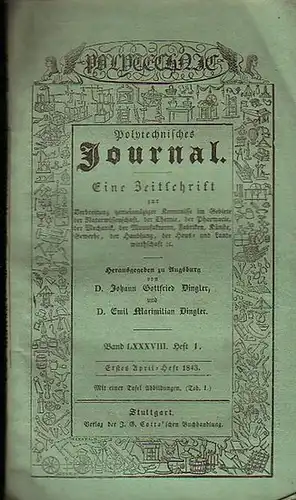 POLYTECHNIC
Polytechnisches
Journal.
Eine Zeitschrift
zur
Verbreitung gemeinnütziger Kenntnisse im Gebiete
der Naturwissenschaft, der Chemie, der Pharmacie,
der Mechanik, der Manufakturen, Fabriken, Künste,
Gewerbe, der Handlung, der Haus- und Land-
wirthschaft ec.
Herausgegeben zu Augsburg
von
D. Johann Gottfried Dingler,
und
D. Emil Maximilian Dingler.
Band LXXXVIII. Heft 1.
Erstes April-Heft 1843.
Mit einer Tafel Abbildungen. (Tab. I.)
Stuttgart.
Verlag der J. G. Cotta'schen Buchhandlung.